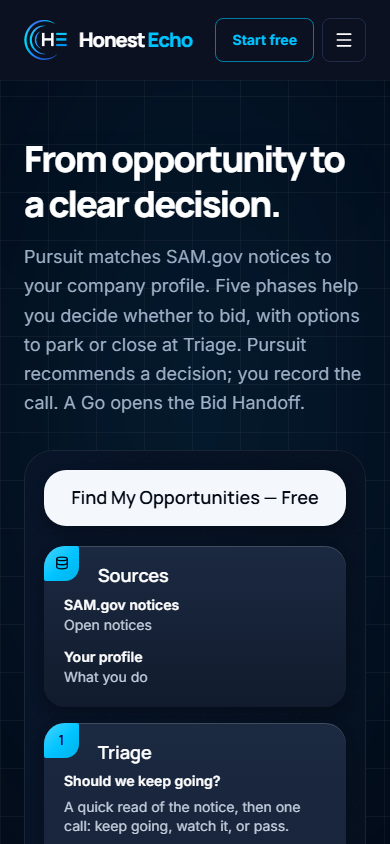 HE Honest Echo
Start free
From opportunity to
a clear decision.
Pursuit matches SAM.gov notices to
your company profile. Five phases help
you decide whether to bid, with options
to park or close at Triage. Pursuit
recommends a decision; you record the
call. A Go opens the Bid Handoff.
Find My Opportunities — Free
Sources
SAM.gov notices
Open notices
Your profile
What you do
1
Triage
Should we keep going?
A quick read of the notice, then one
call: keep going, watch it, or pass.